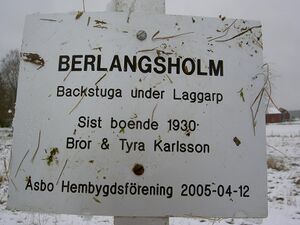 BERLANGSHOLM
Backstuga under Laggarp
Sist boende 1930
Bror & Tyra Karlsson
Asbo Hembygdsförening 2005-04-12